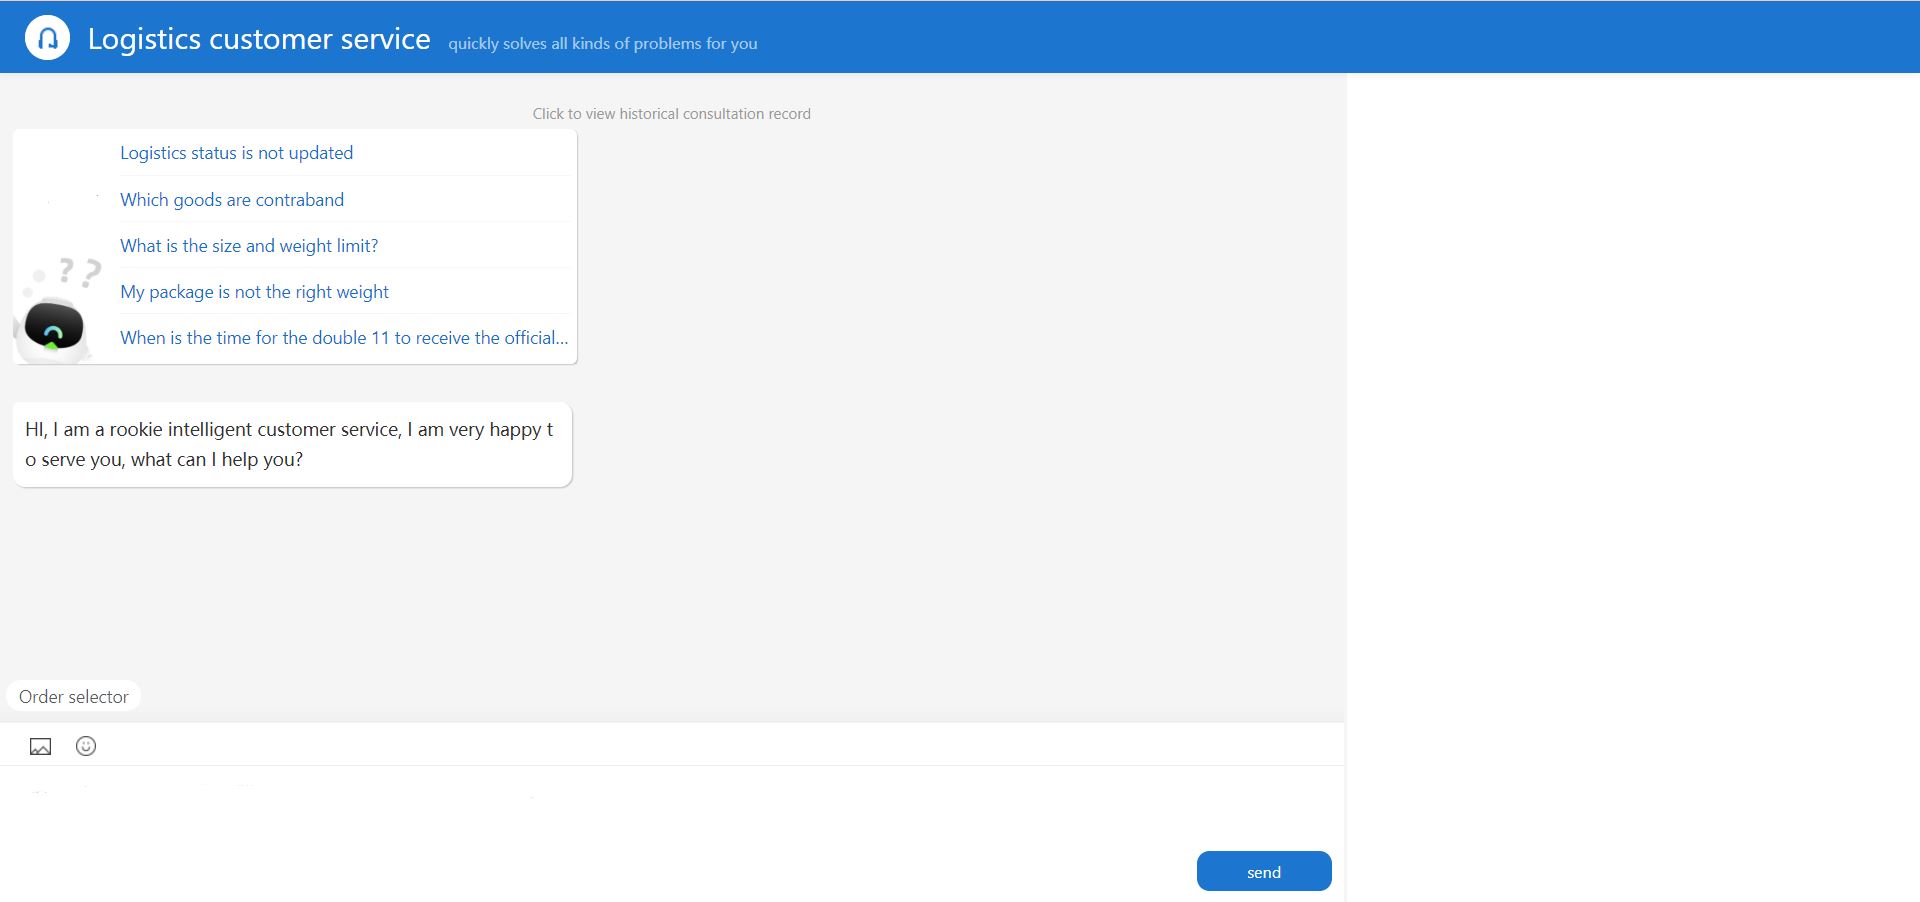 Logistics customer service quickly solves all kinds of problems for you
Click to view historical consultation record
Logistics status is not updated
Which goods are contraband
What is the size and weight limit?
My package is not the right weight
When is the time for the double 11 to receive the official...
??
HI, I am a rookie intelligent customer service, I am very happy t
o serve you, what can I help you?
Order selector
send